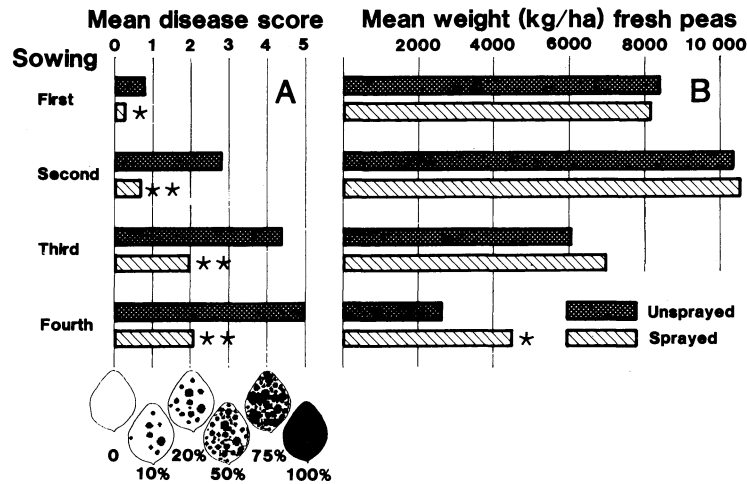 Mean disease score
Mean weight (kg/ha) fresh peas
0 1 2 3 4 5
2000 4000 6000 8000 10 000
Sowing
A
B
First
*
Second
* *
Third
* *
Fourth
* *
*
Unsprayed
Sprayed
0 20% 75%
10% 50% 100%